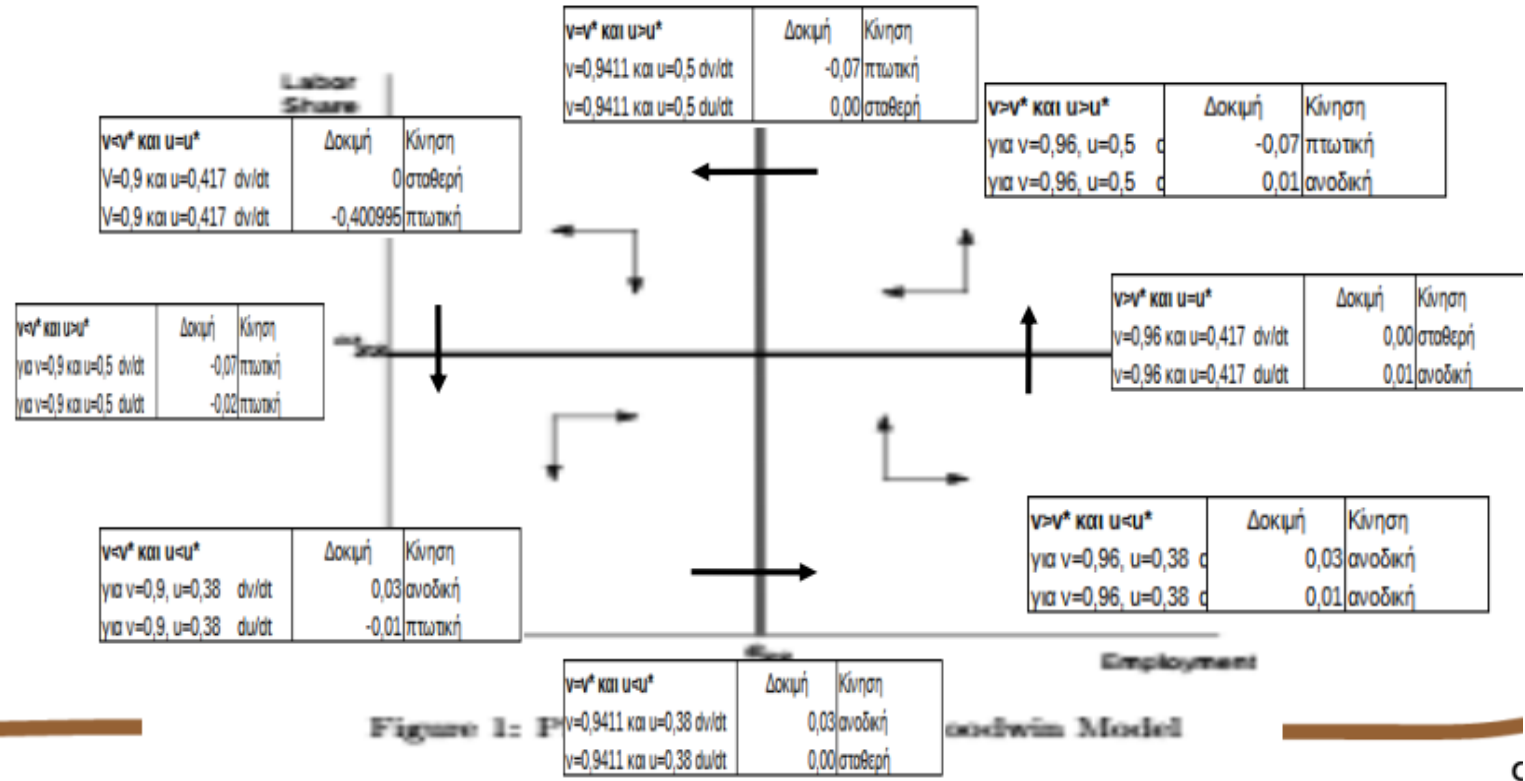 v=v* και u>u* Δοκιμή Κίνηση
v=0,9411 και u=0,5 dv/dt -0,07 πτωτική
v=0,9411 και u=0,5 du/dt 0,00 σταθερή
Labor
Share
v<v* και u=u* Δοκιμή Κίνηση
V=0,9 και u=0,417 dv/dt 0 σταθερή
V=0,9 και u=0,417 dv/dt -0,400995 πτωτική
v>v* και u>u* Δοκιμή Κίνηση
για v=0,96, u=0,5 d -0,07 πτωτική
για v=0,96, u=0,5 d 0,01 ανοδική
v<v* και u>u* Δοκιμή Κίνηση
για v=0,9 και u=0,5 dv/dt -0,07 πτωτική
για v=0,9 και u=0,5 du/dt -0,02 πτωτική
v>v* και u=u* Δοκιμή Κίνηση
v=0,96 και u=0,417 dv/dt 0,00 σταθερή
v=0,96 και u=0,417 du/dt 0,01 ανοδική
v>v* και u<u* Δοκιμή Κίνηση
για v=0,96, u=0,38 d 0,03 ανοδική
για v=0,96, u=0,38 d 0,01 ανοδική
v<v* και u<u* Δοκιμή Κίνηση
για v=0,9, u=0,38 dv/dt 0,03 ανοδική
για v=0,9, u=0,38 du/dt -0,01 πτωτική
Employment
v=v* και u<u* Δοκιμή Κίνηση
v=0,9411 και u=0,38 dv/dt 0,03 ανοδική
v=0,9411 και u=0,38 du/dt 0,00 σταθερή
Figure 1: P oodwin Model